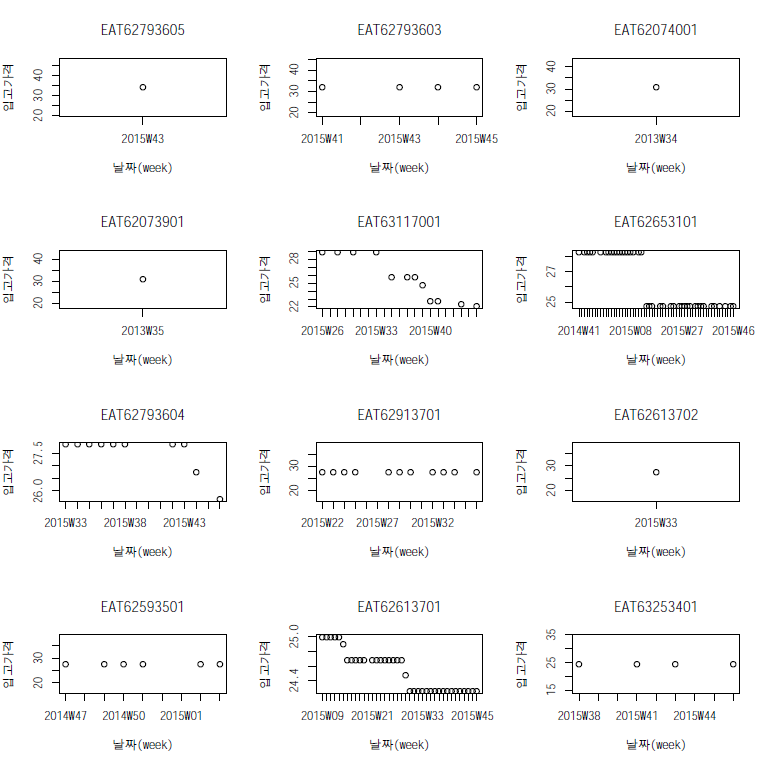 EAT62793605 EAT62793603 EAT62074001
입고가격 20 30 40 입고가격 20 30 40 입고가격 20 30 40
2015W43 2015W41 2015W43 2015W45 2013W34
날짜(week) 날짜(week) 날짜(week)
EAT62073901 EAT63117001 EAT62653101
입고가격 20 30 40 입고가격 22 25 28 입고가격 25 27
2013W35 2015W26 2015W33 2015W40 2014W41 2015W08 2015W27 2015W46
날짜(week) 날짜(week) 날짜(week)
EAT62793604 EAT62913701 EAT62613702
입고가격 26.0 27.5 입고가격 20 30 입고가격 20 30
2015W33 2015W38 2015W43 2015W22 2015W27 2015W32 2015W33
날짜(week) 날짜(week) 날짜(week)
EAT62593501 EAT62613701 EAT63253401
입고가격 20 30 입고가격 24.4 25.0 입고가격 15 25 35
2014W47 2014W50 2015W01 2015W09 2015W21 2015W33 2015W45 2015W38 2015W41 2015W44
날짜(week) 날짜(week) 날짜(week)